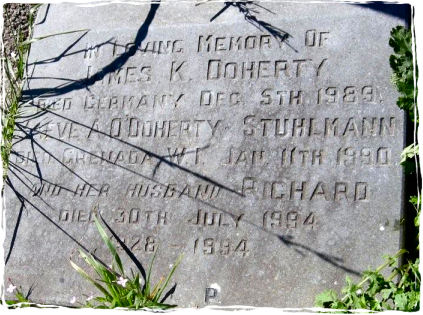 IN LOVING MEMORY OF
JAMES K. DOHERTY
DIED GERMANY DEC 5TH 1989.
A. O'DOHERTY - STUHLMANN
DIED GRENADA W.I. JAN. 11TH 1990
AND HER HUSBAND RICHARD
DIED 30TH JULY 1994
1928 - 1994